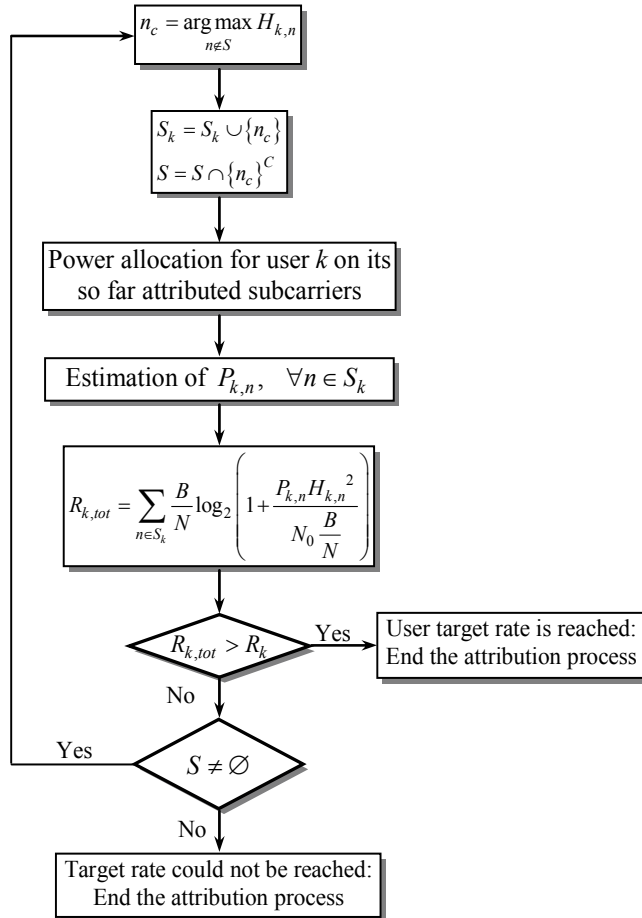 n_c = arg max H_{k,n}
n∉S
S_k = S_k ∪ {n_c}
S = S ∩ {n_c}^C
Power allocation for user k on its
so far attributed subcarriers
Estimation of P_{k,n}, ∀n ∈ S_k
R_{k,tot} = ∑_{n∈S_k} \frac{B}{N} log_2 ( 1 + \frac{P_{k,n} H_{k,n}^2}{N_0 \frac{B}{N}} )
R_{k,tot} > R_k
Yes
User target rate is reached:
End the attribution process
No
Yes
S ≠ ∅
No
Target rate could not be reached:
End the attribution process